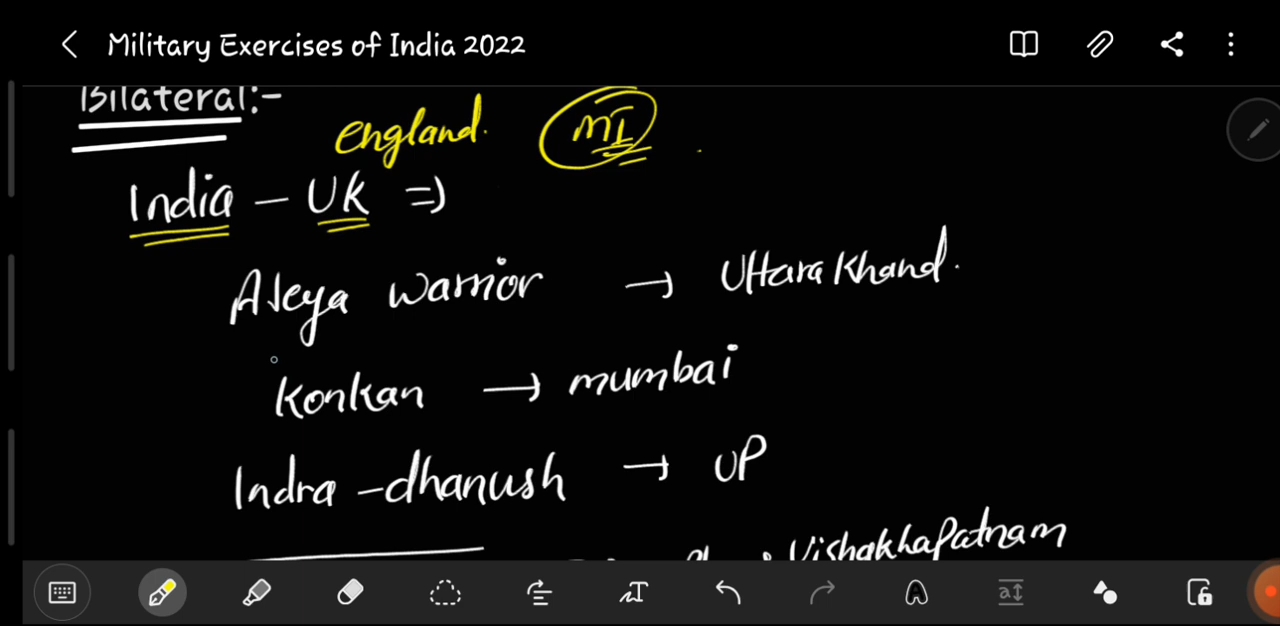 Military Exercises of India 2022
Bilateral:-
england. MI
India - UK =>
Ajeya warrior → Uttarakhand.
Konkan → mumbai
Indra-dhanush → UP
Vishakhapatnam